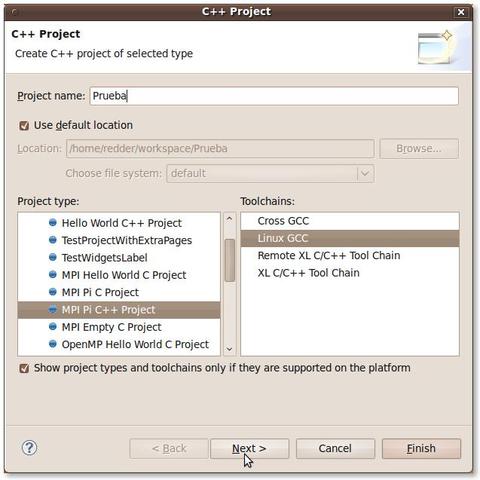 C++ Project
C++ Project
Create C++ project of selected type
Project name: Prueba
Use default location
Location: /home/redder/workspace/Prueba Browse...
Choose file system: default
Project type: Toolchains:
Hello World C++ Project
TestProjectWithExtraPages
TestWidgetsLabel
MPI Hello World C Project
MPI Pi C Project
MPI Pi C++ Project
MPI Empty C Project
OpenMP Hello World C Project
Cross GCC
Linux GCC
Remote XL C/C++ Tool Chain
XL C/C++ Tool Chain
Show project types and toolchains only if they are supported on the platform
? < Back Next > Cancel Finish